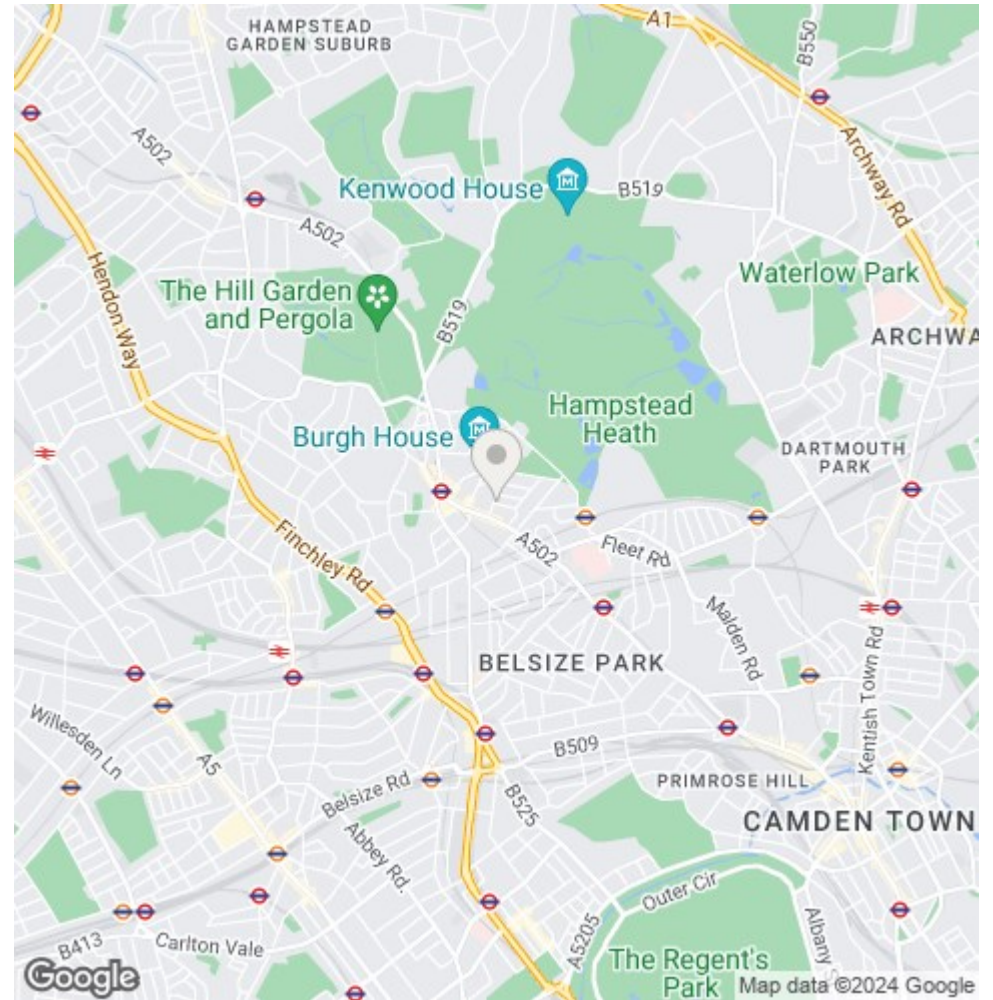 HAMPSTEAD
GARDEN SUBURB
A1
B550
A502
Archway Rd
Kenwood House
B519
A502
Waterlow Park
Hendon Way
The Hill Garden
and Pergola
B519
ARCHWA
Hampstead
Heath
Burgh House
DARTMOUTH
PARK
Finchley Rd
A502
Fleet Rd
Malden Rd
BELSIZE PARK
Kentish Town Rd
Willesden Ln
A5
B509
Belsize Rd
B525
PRIMROSE HILL
CAMDEN TOWN
Abbey Rd.
Outer Cir
A5205
Albany S
B413
Carlton Vale
The Regent's
Park
Google
Map data ©2024 Google